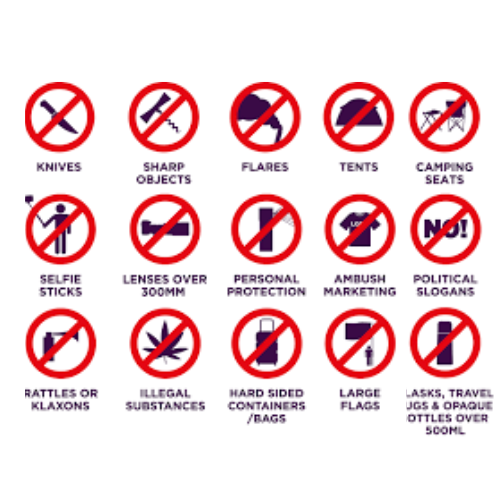 KNIVES
SHARP
OBJECTS
FLARES
TENTS
CAMPING
SEATS
NO!
SELFIE
STICKS
LENSES OVER
300MM
PERSONAL
PROTECTION
AMBUSH
MARKETING
POLITICAL
SLOGANS
RATTLES OR
KLAXONS
ILLEGAL
SUBSTANCES
HARD SIDED
CONTAINERS
/BAGS
LARGE
FLAGS
LASKS, TRAVEL
UGS & OPAQUE
OTTLES OVER
500ML